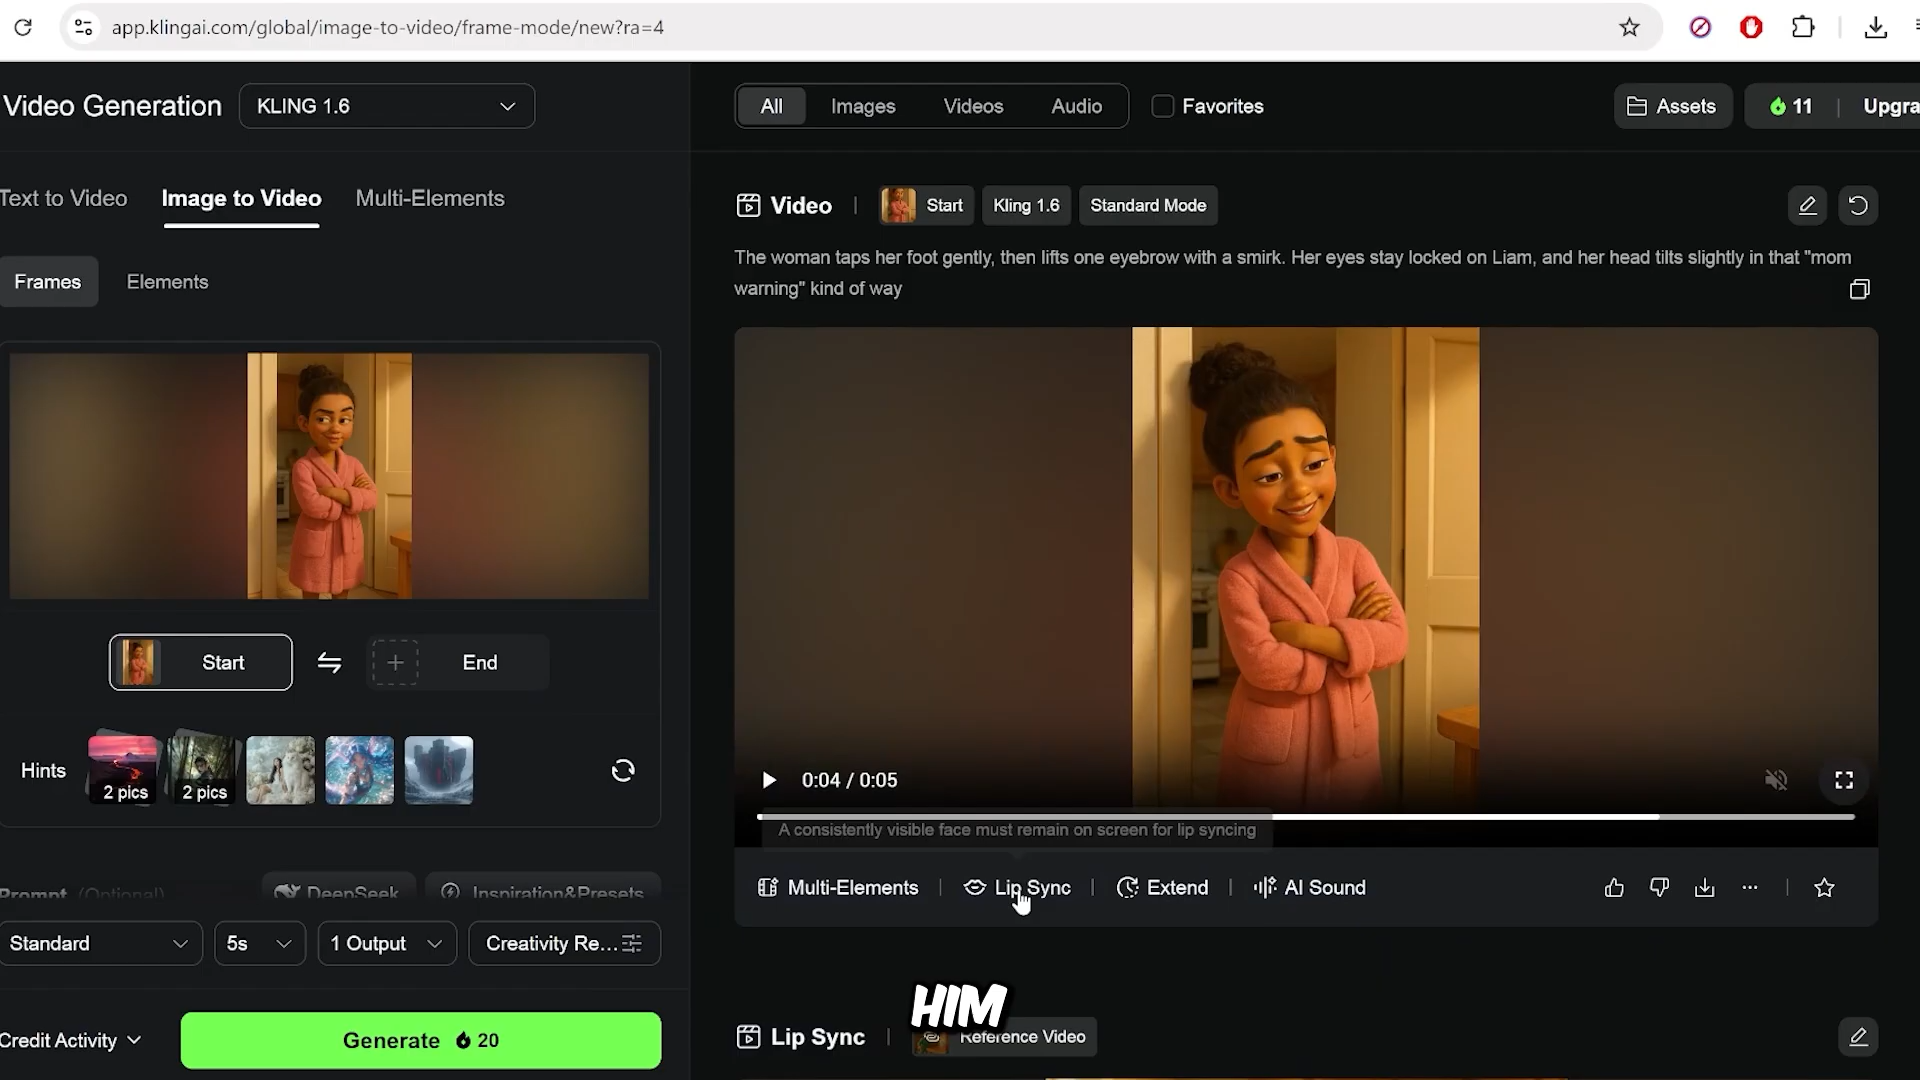 app.klingai.com/global/image-to-video/frame-mode/new?ra=4
Video Generation
KLING 1.6
All
Images
Videos
Audio
Favorites
Assets
11
Upgra
Text to Video
Image to Video
Multi-Elements
Frames
Elements
Start
End
Hints
2 pics
2 pics
Prompt (Optional)
DeepSeek
Inspiration&Presets
Standard
5s
1 Output
Creativity Re...
Credit Activity
Generate 20
Video
Start
Kling 1.6
Standard Mode
The woman taps her foot gently, then lifts one eyebrow with a smirk. Her eyes stay locked on Liam, and her head tilts slightly in that "mom
warning" kind of way
0:04 / 0:05
A consistently visible face must remain on screen for lip syncing
Multi-Elements
Lip Sync
Extend
AI Sound
HIM
Lip Sync
Reference Video